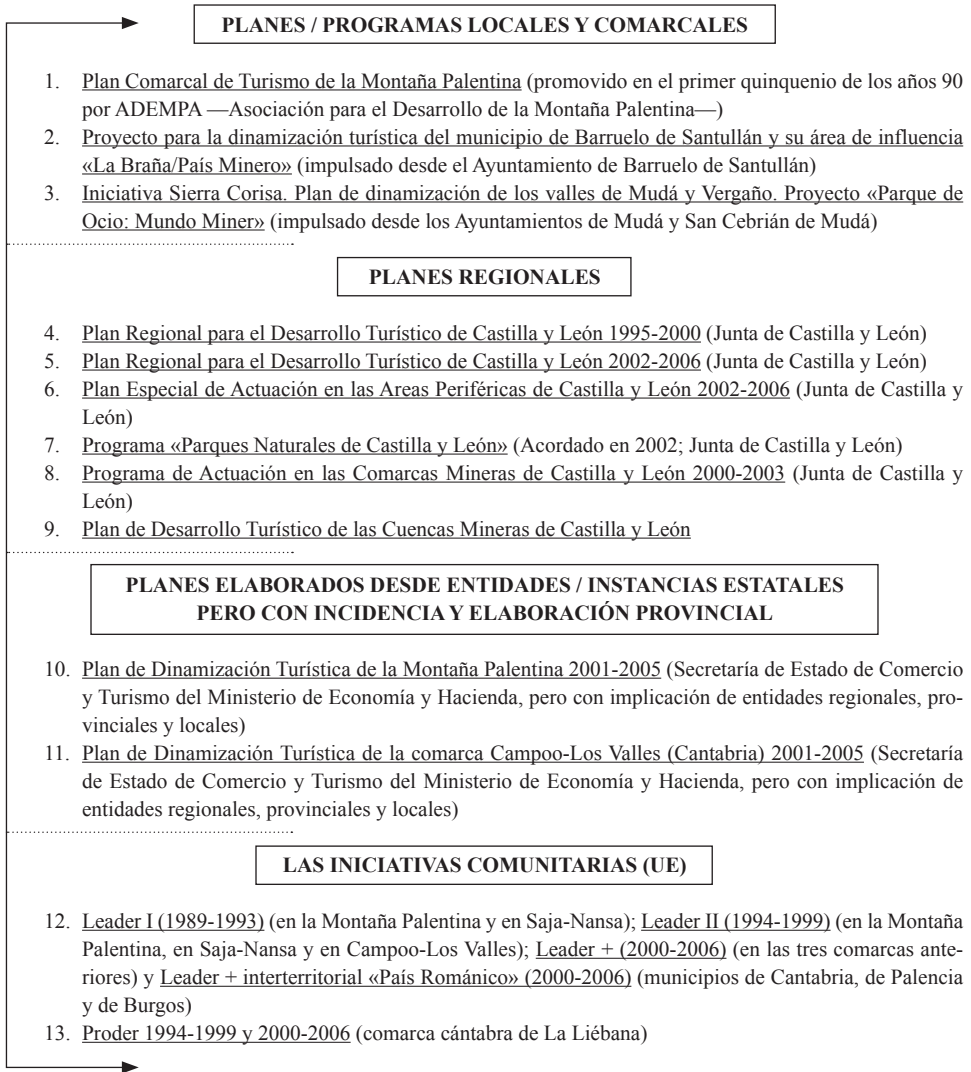 PLANES / PROGRAMAS LOCALES Y COMARCALES
1. Plan Comarcal de Turismo de la Montaña Palentina (promovido en el primer quinquenio de los años 90
por ADEMPA —Asociación para el Desarrollo de la Montaña Palentina—)
2. Proyecto para la dinamización turística del municipio de Barruelo de Santullán y su área de influencia
«La Braña/País Minero» (impulsado desde el Ayuntamiento de Barruelo de Santullán)
3. Iniciativa Sierra Corisa. Plan de dinamización de los valles de Mudá y Vergaño. Proyecto «Parque de
Ocio: Mundo Miner» (impulsado desde los Ayuntamientos de Mudá y San Cebrián de Mudá)
PLANES REGIONALES
4. Plan Regional para el Desarrollo Turístico de Castilla y León 1995-2000 (Junta de Castilla y León)
5. Plan Regional para el Desarrollo Turístico de Castilla y León 2002-2006 (Junta de Castilla y León)
6. Plan Especial de Actuación en las Areas Periféricas de Castilla y León 2002-2006 (Junta de Castilla y
León)
7. Programa «Parques Naturales de Castilla y León» (Acordado en 2002; Junta de Castilla y León)
8. Programa de Actuación en las Comarcas Mineras de Castilla y León 2000-2003 (Junta de Castilla y
León)
9. Plan de Desarrollo Turístico de las Cuencas Mineras de Castilla y León
PLANES ELABORADOS DESDE ENTIDADES / INSTANCIAS ESTATALES
PERO CON INCIDENCIA Y ELABORACIÓN PROVINCIAL
10. Plan de Dinamización Turística de la Montaña Palentina 2001-2005 (Secretaría de Estado de Comercio
y Turismo del Ministerio de Economía y Hacienda, pero con implicación de entidades regionales, pro-
vinciales y locales)
11. Plan de Dinamización Turística de la comarca Campoo-Los Valles (Cantabria) 2001-2005 (Secretaría
de Estado de Comercio y Turismo del Ministerio de Economía y Hacienda, pero con implicación de
entidades regionales, provinciales y locales)
LAS INICIATIVAS COMUNITARIAS (UE)
12. Leader I (1989-1993) (en la Montaña Palentina y en Saja-Nansa); Leader II (1994-1999) (en la Montaña
Palentina, en Saja-Nansa y en Campoo-Los Valles); Leader + (2000-2006) (en las tres comarcas ante-
riores) y Leader + interterritorial «País Románico» (2000-2006) (municipios de Cantabria, de Palencia
y de Burgos)
13. Proder 1994-1999 y 2000-2006 (comarca cántabra de La Liébana)